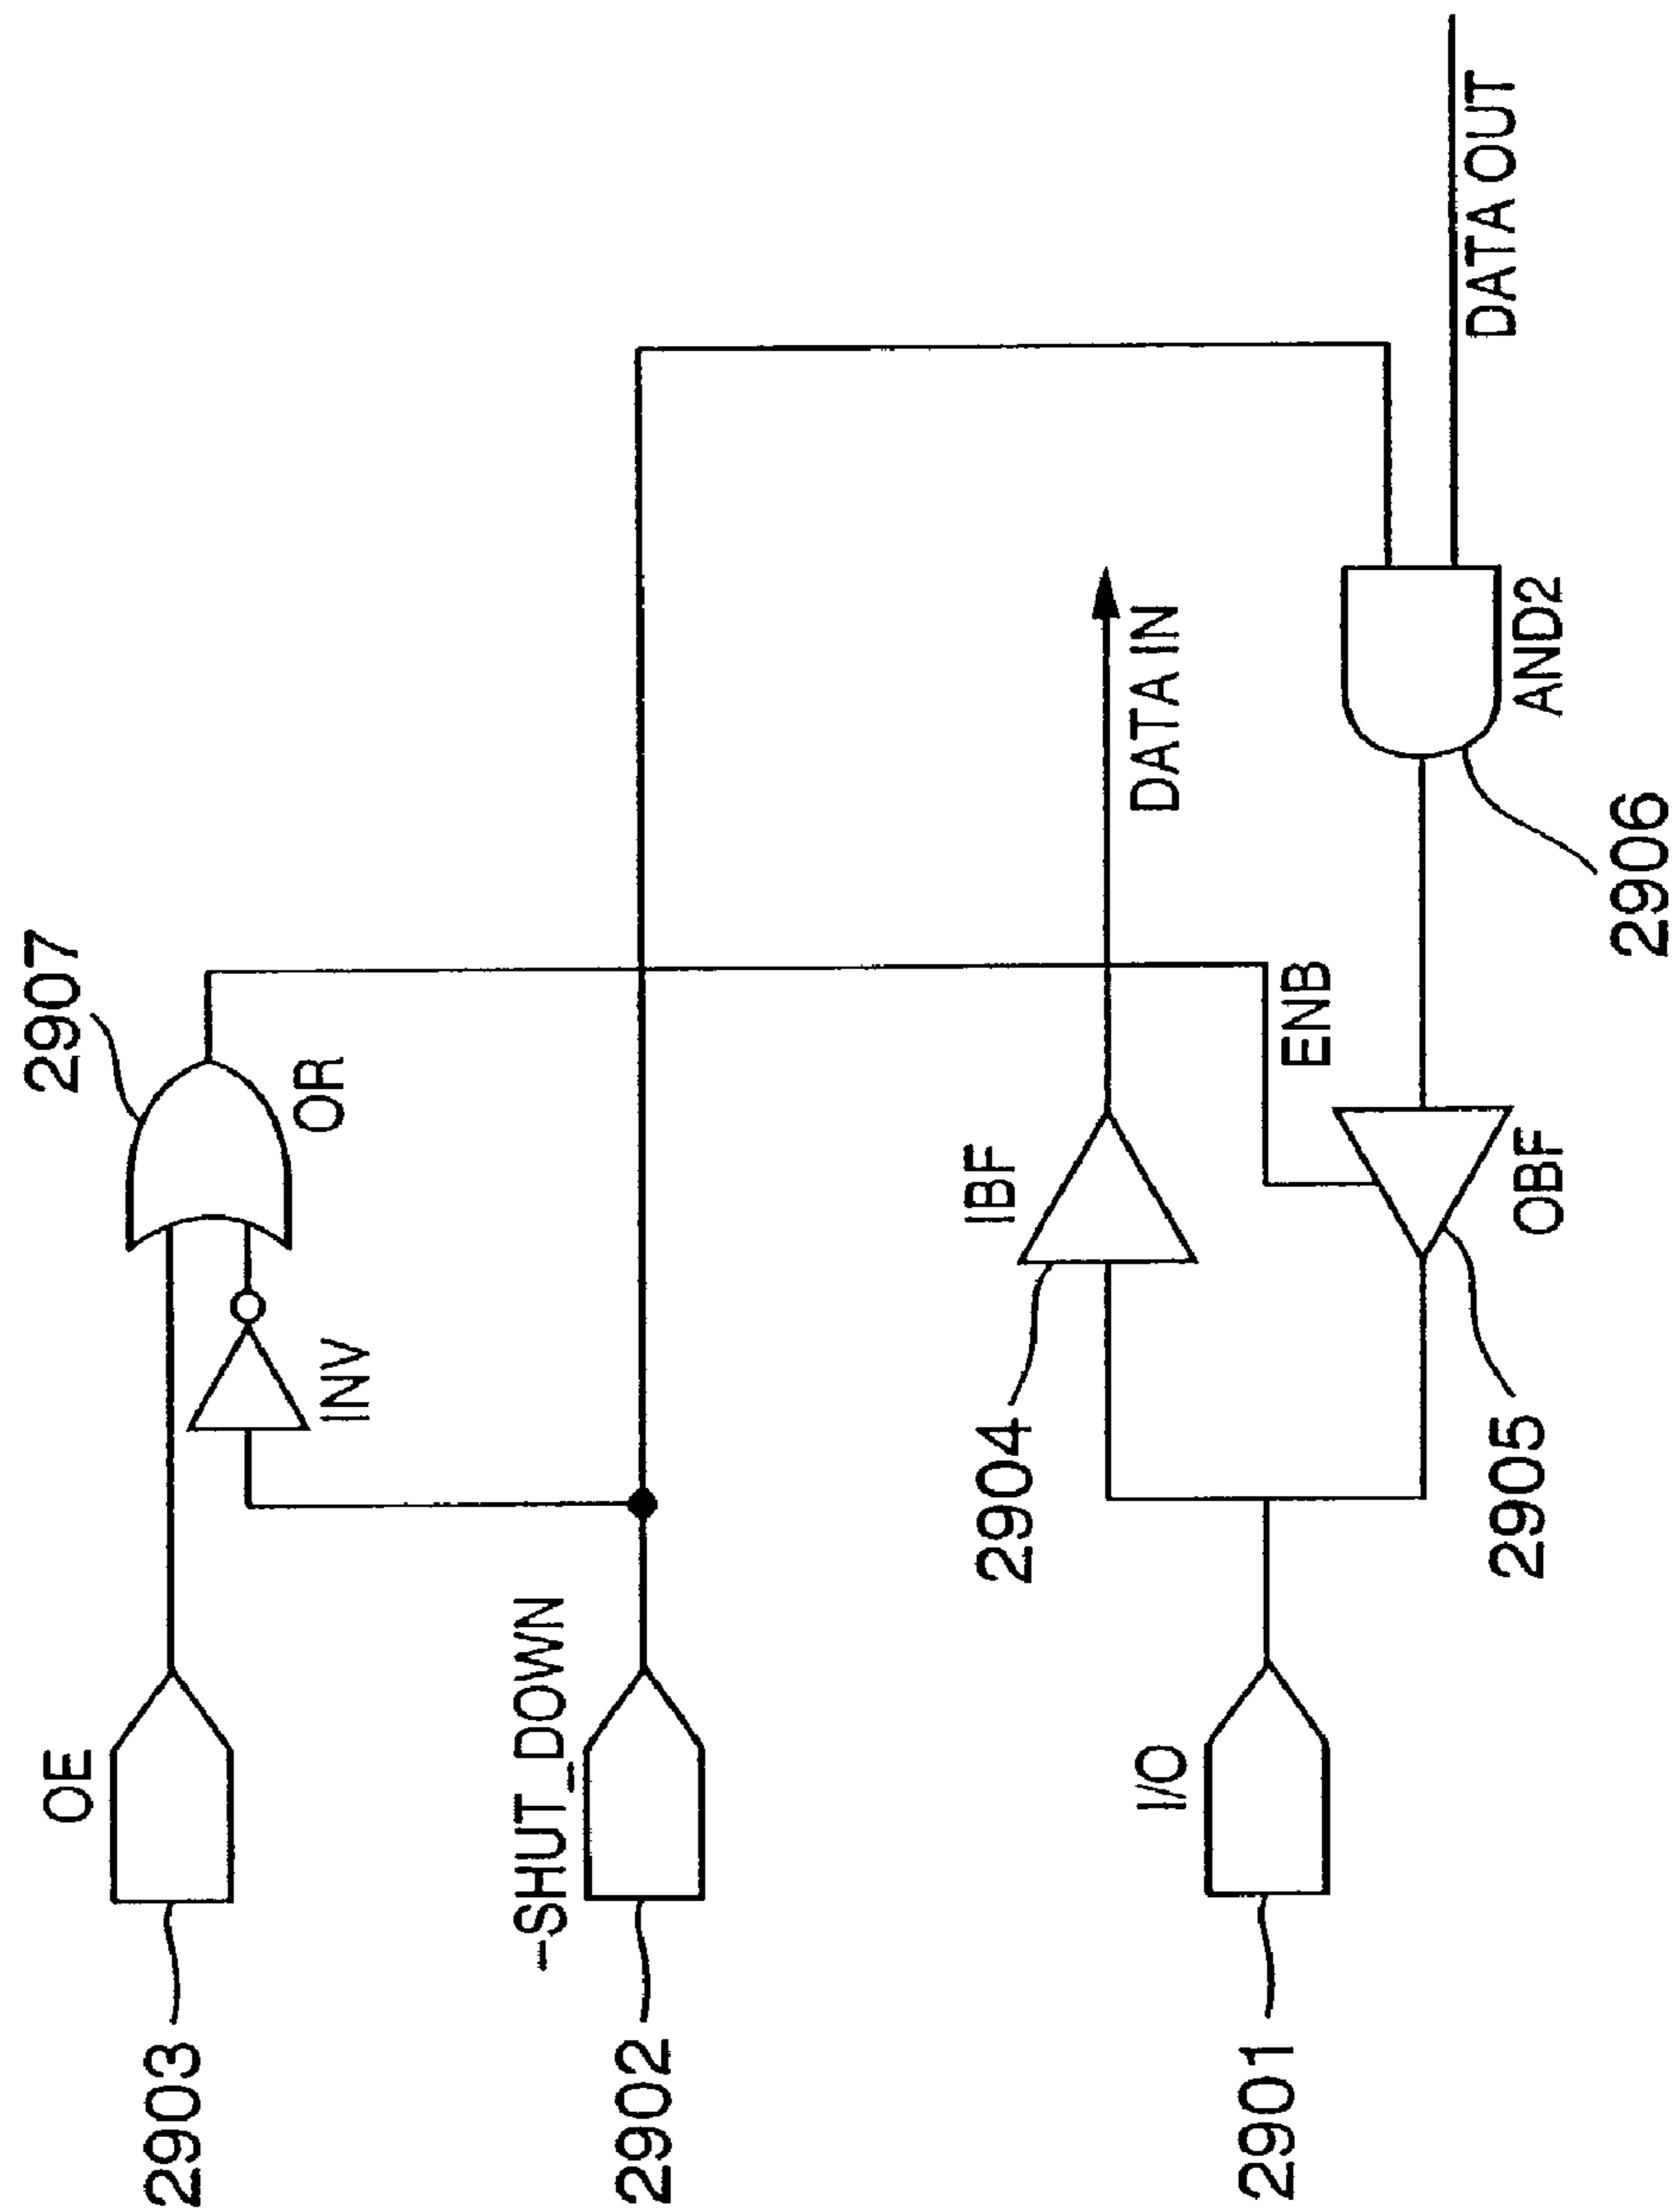 2903
OE
INV
OR
2907
2902
-SHUT_DOWN
2901
I/O
2904
IBF
DATA IN
ENB
2905
OBF
2906
AND2
DATA OUT